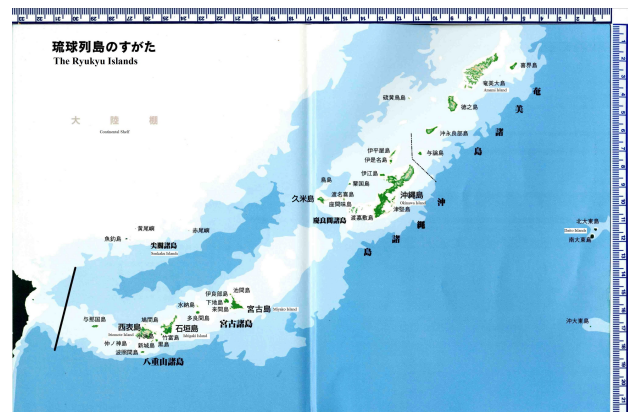 琉球列島のすがた
The Ryukyu Islands
大陸棚
Continental Shelf
喜界島
奄美大島
Amami Island
硫黄鳥島
徳之島
奄美諸島
沖永良部島
与論島
伊平屋島
伊是名島
伊江島
鳥島
粟国島
渡名喜島
久米島
座間味島
慶良間諸島
渡嘉敷島
沖縄島
Okinawa Island
津堅島
沖縄諸島
黄尾嶼
赤尾嶼
魚釣島
尖閣諸島
Senkaku Islands
北大東島
Daito Islands
南大東島
沖大東島
伊良部島
池間島
下地島
来間島
宮古島
Miyako Island
水納島
多良間島
宮古諸島
与那国島
鳩間島
西表島
Iriomote Island
石垣島
Ishigaki Island
竹富島
仲ノ神島
新城島
黒島
波照間島
八重山諸島